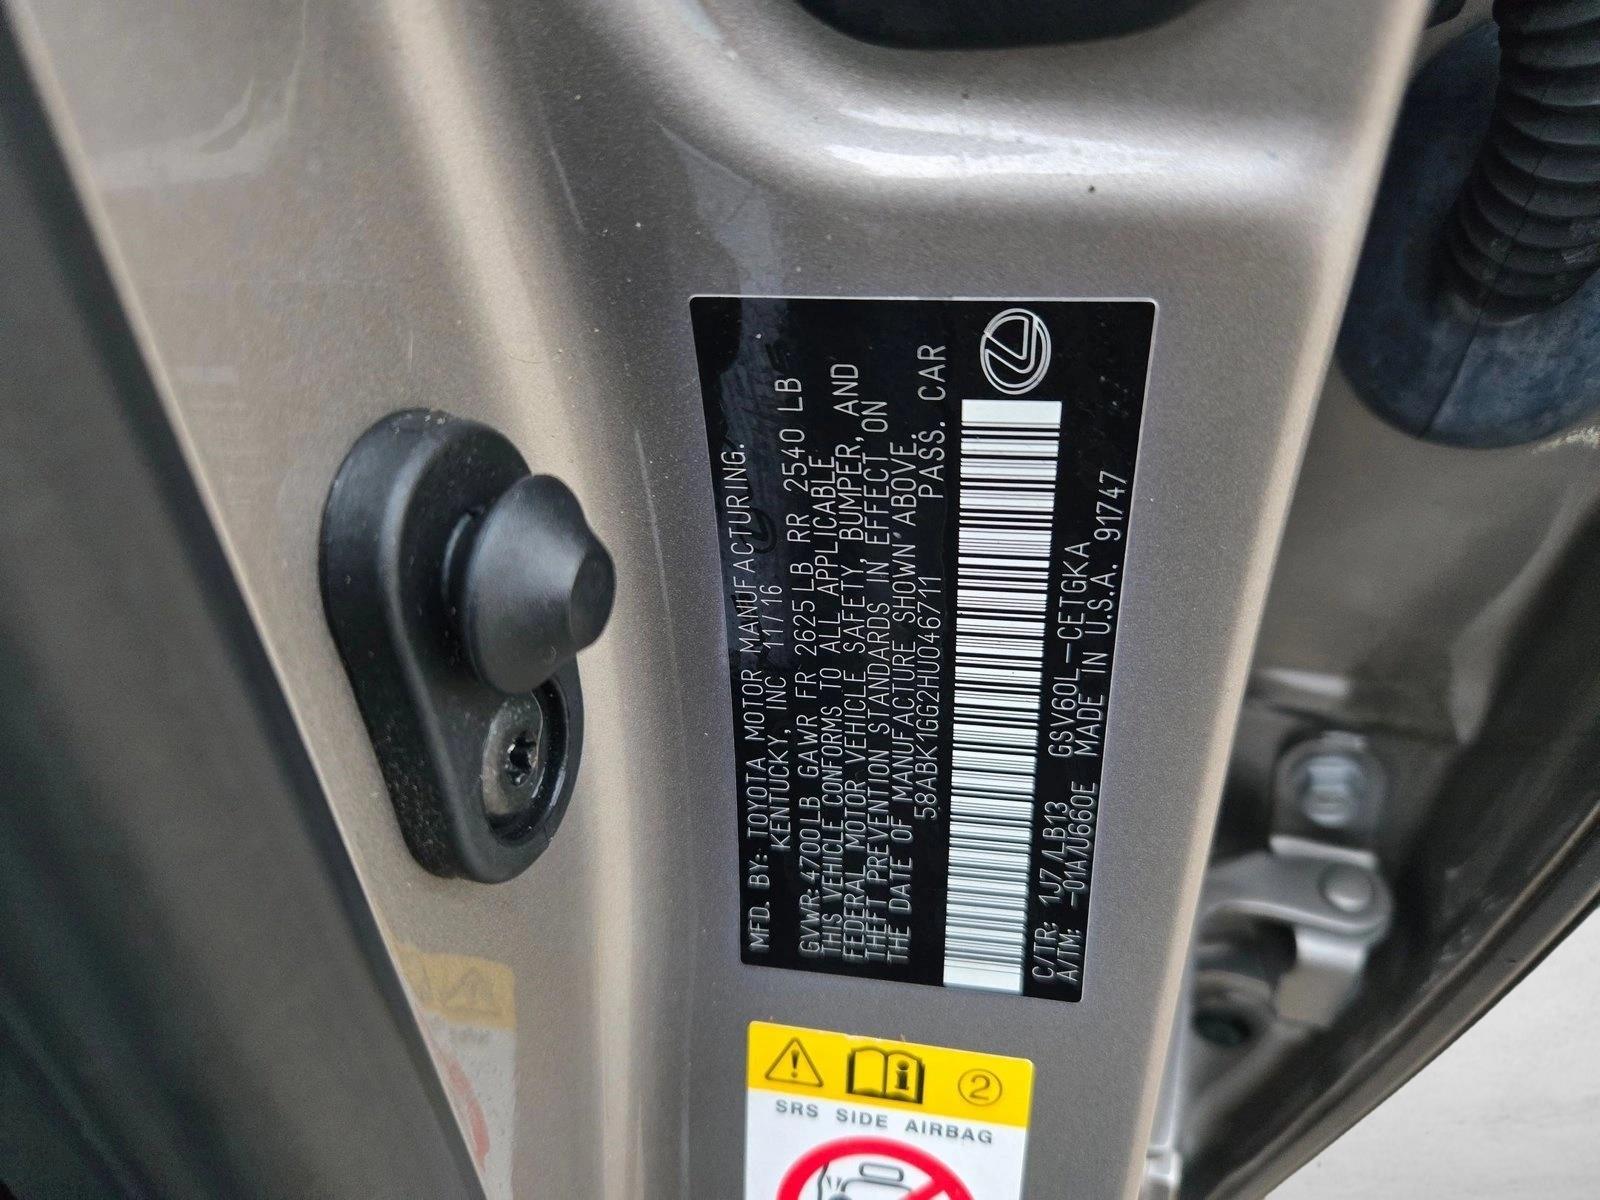 MFD. BY: TOYOTA MOTOR MANUFACTURING.
KENTUCKY, INC 11/16
GVWR 4700 LB GAWR FR 2625 LB RR 2540 LB
THIS VEHICLE CONFORMS TO ALL APPLICABLE
FEDERAL MOTOR VEHICLE SAFETY, BUMPER, AND
THEFT PREVENTION STANDARDS IN EFFECT ON
THE DATE OF MANUFACTURE SHOWN ABOVE.
58ABK1GG2HU046711 PASS. CAR
C/TR: 1J7/LB13 GSV60L-CETGKA
A/TM: -01A/U660E MADE IN U.S.A. 91747
2
SRS SIDE AIRBAG